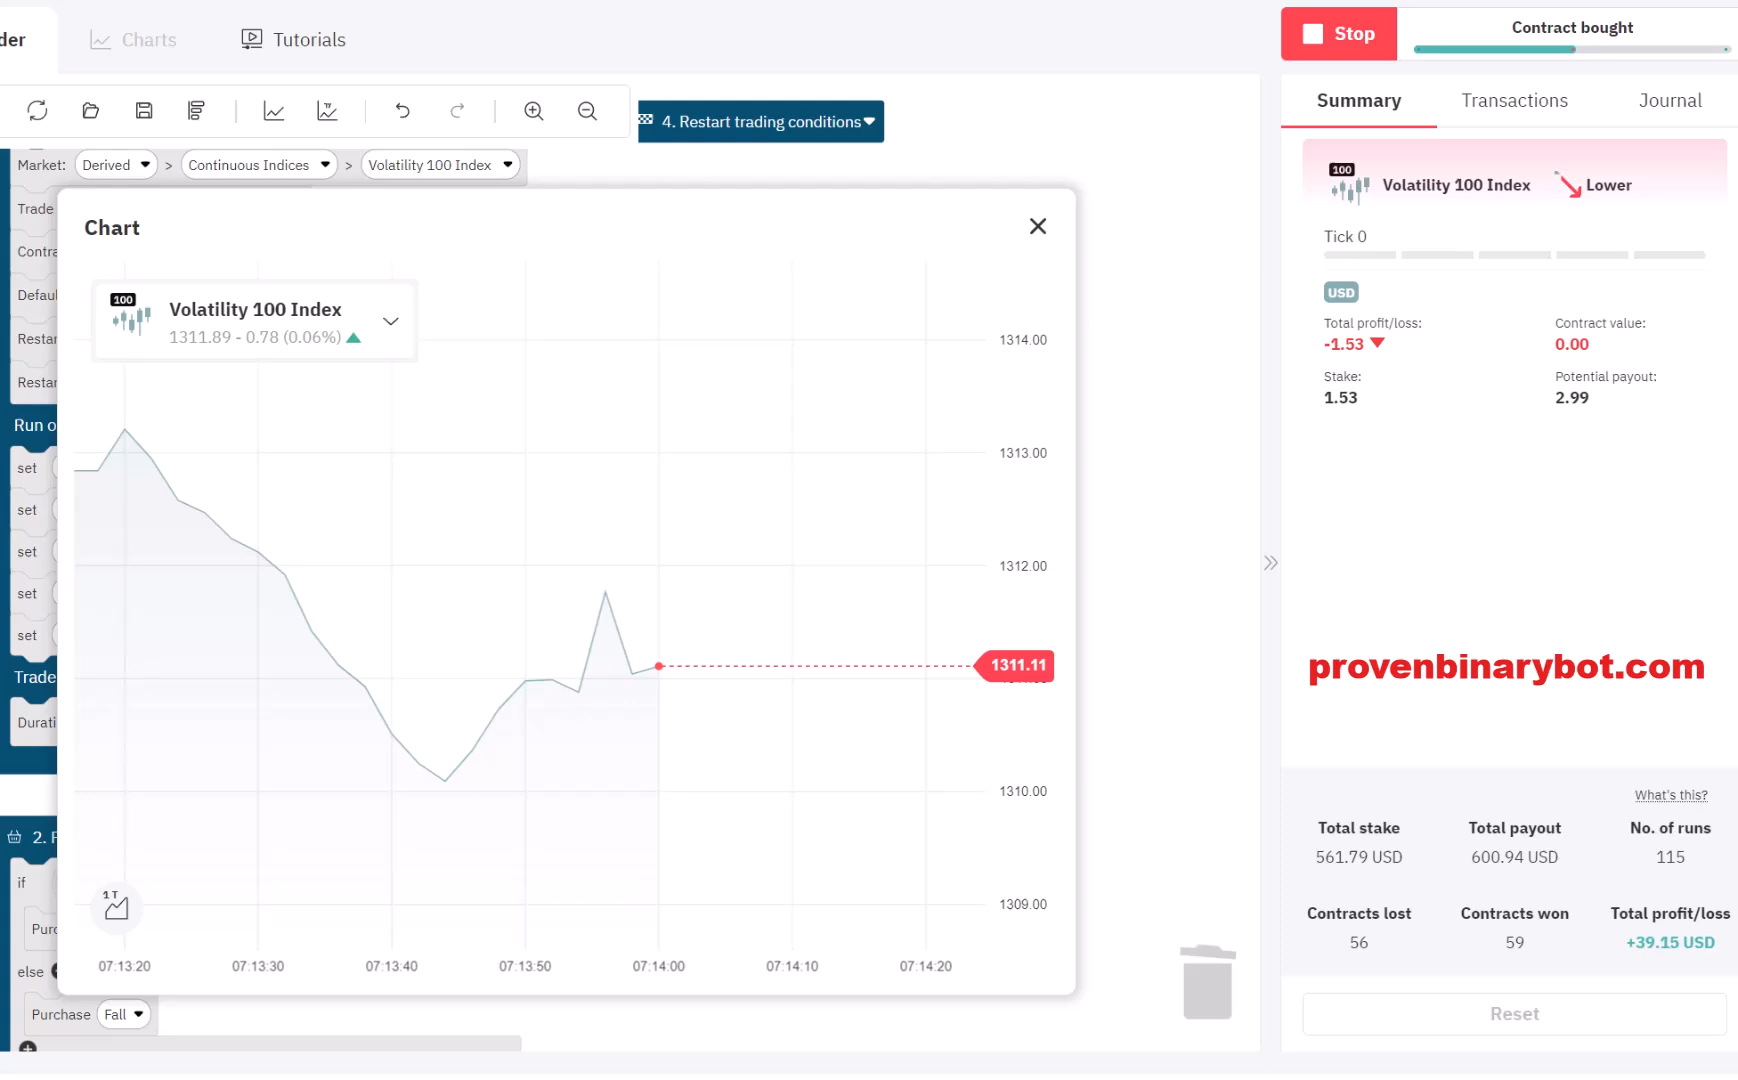 der
Charts
Tutorials
Stop
Contract bought
4. Restart trading conditions
Summary
Transactions
Journal
Market:
Derived
>
Continuous Indices
>
Volatility 100 Index
Trade
Contra
Defaul
Restar
Restar
Run o
set
set
set
set
set
Trade
Durati
2. F
if
Purc
else
Purchase
Fall
Chart
100
Volatility 100 Index
1311.89 - 0.78 (0.06%)
1314.00
1313.00
1312.00
1311.11
1310.00
1309.00
1 T
07:13:20
07:13:30
07:13:40
07:13:50
07:14:00
07:14:10
07:14:20
100
Volatility 100 Index
Lower
Tick 0
USD
Total profit/loss:
Contract value:
-1.53
0.00
Stake:
Potential payout:
1.53
2.99
provenbinarybot.com
What's this?
Total stake
Total payout
No. of runs
561.79 USD
600.94 USD
115
Contracts lost
Contracts won
Total profit/loss
56
59
+39.15 USD
Reset